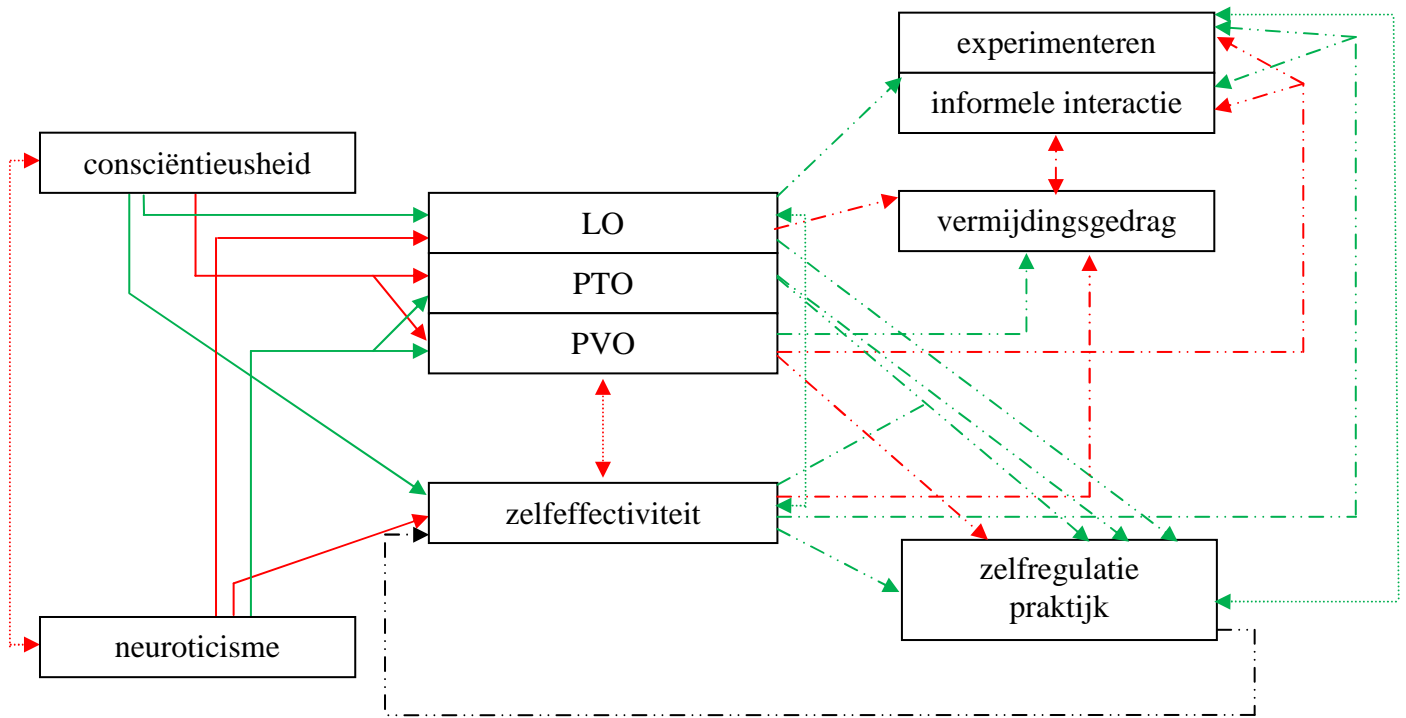 experimenteren
informele interactie
consciëntieusheid
LO
vermijdingsgedrag
PTO
PVO
zelfeffectiviteit
zelfregulatie
praktijk
neuroticisme